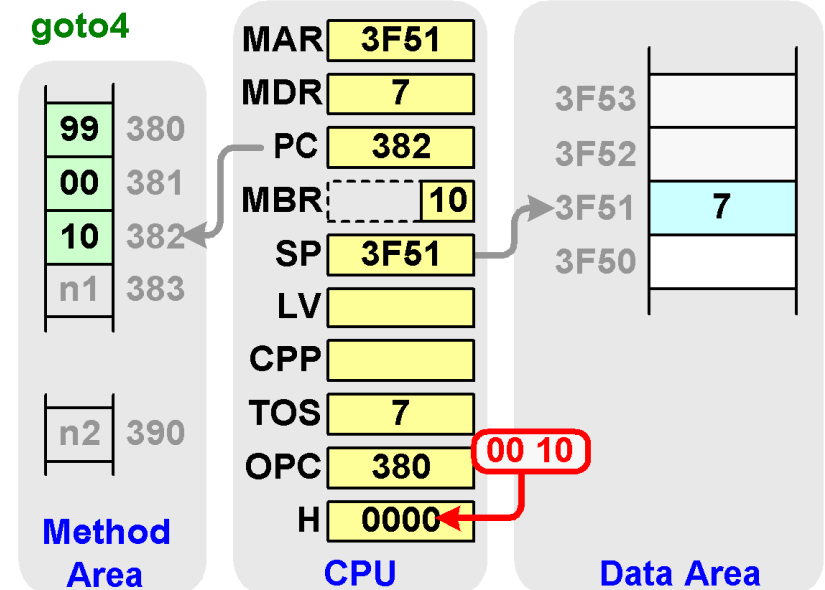 goto4
99 380
00 381
10 382
n1 383
n2 390
Method
Area
MAR 3F51
MDR 7
PC 382
MBR 10
SP 3F51
LV
CPP
TOS 7
OPC 380
H 0000
00 10
CPU
3F53
3F52
3F51 7
3F50
Data Area